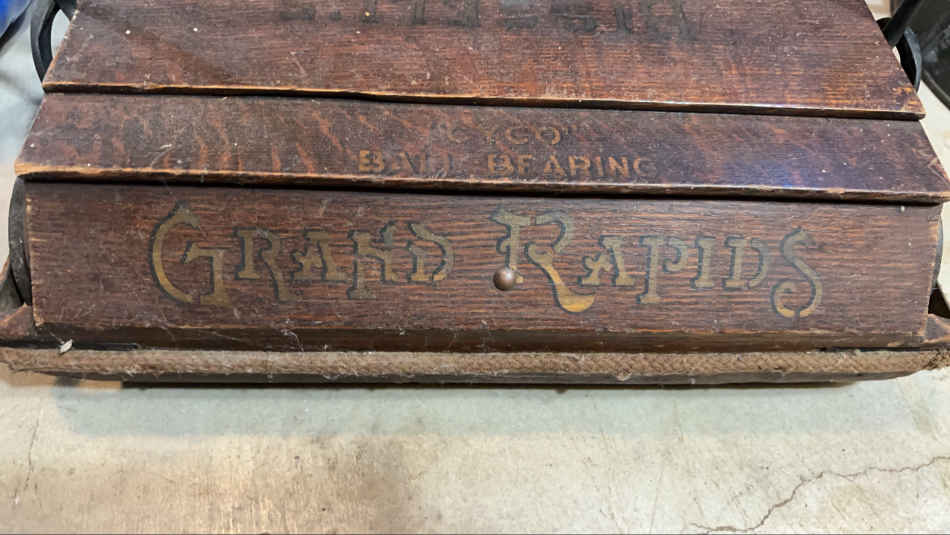 "CYCO"
BALL BEARING
GRAND RAPIDS